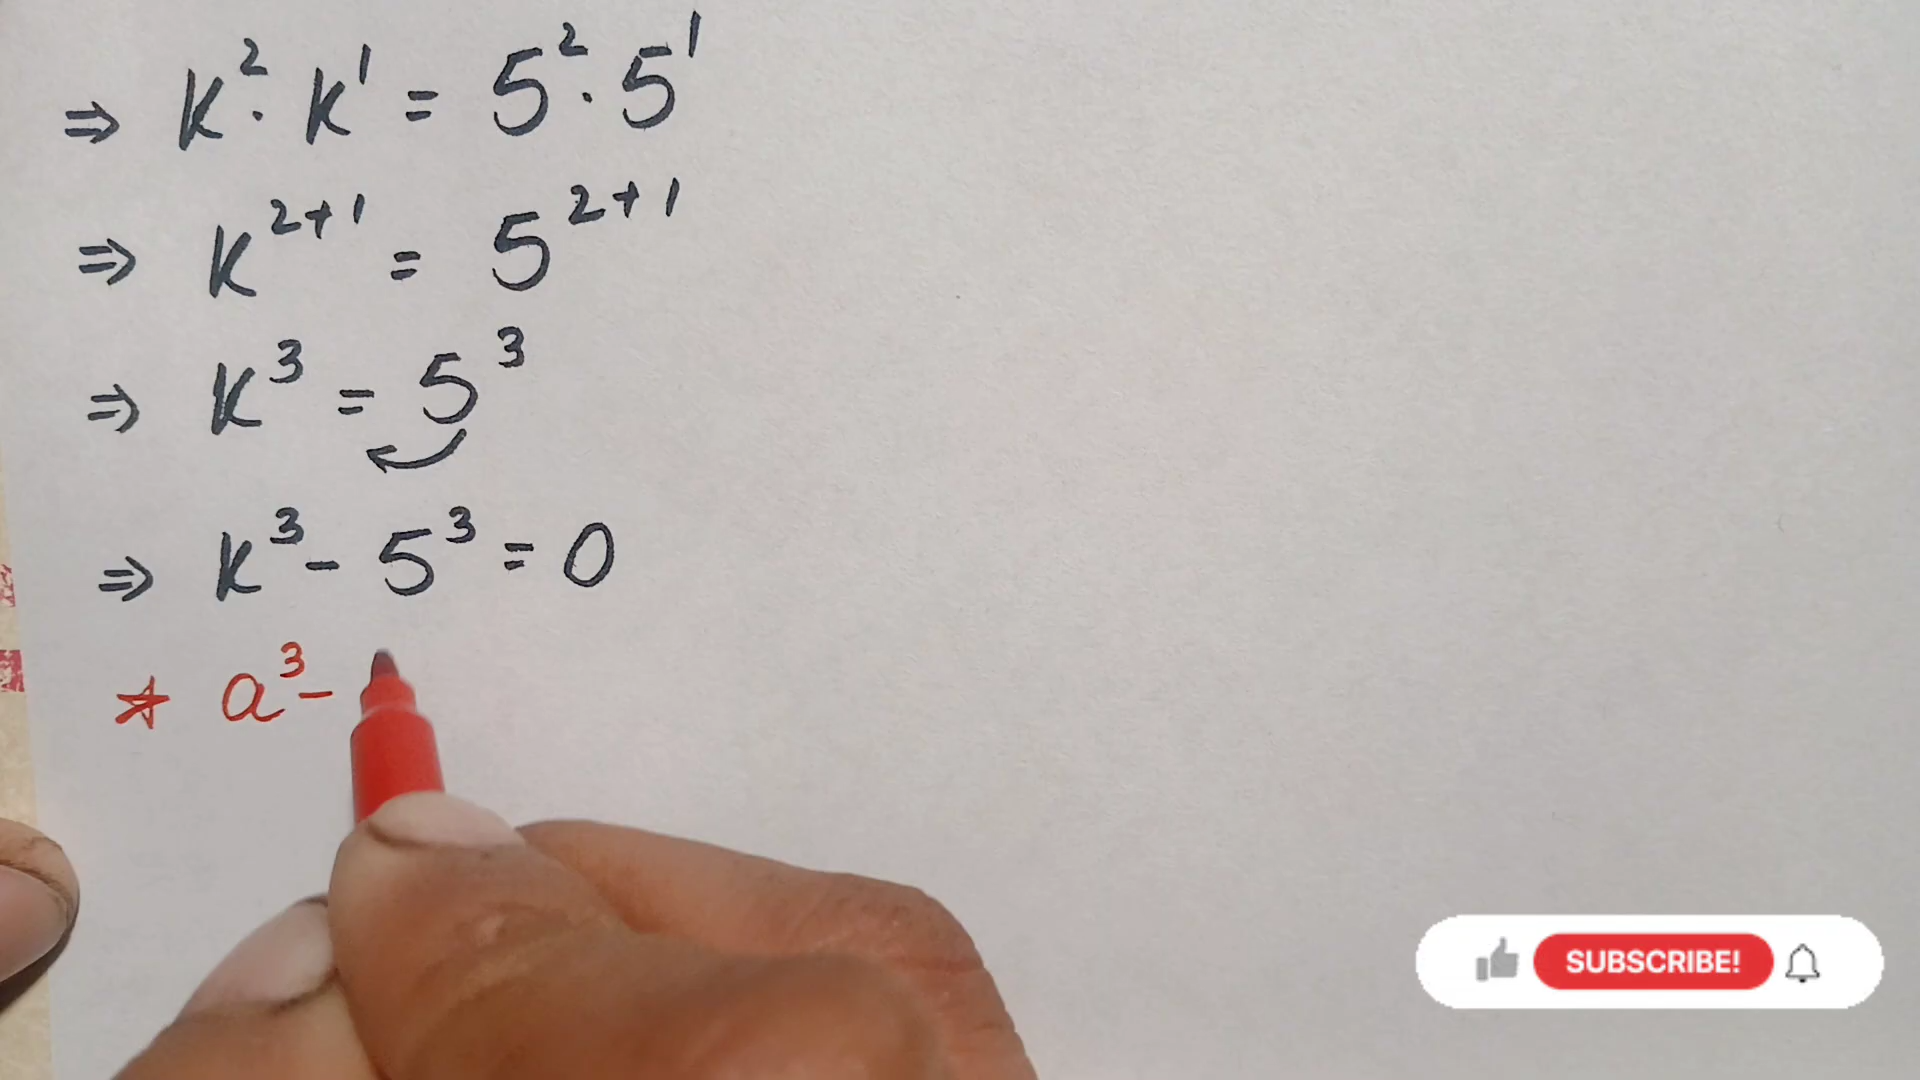 ⇒ K². K¹ = 5² · 5¹
⇒ K²⁺¹ = 5²⁺¹
⇒ K³ = 5³
⇒ K³ - 5³ = 0
☆ a³ -
SUBSCRIBE!